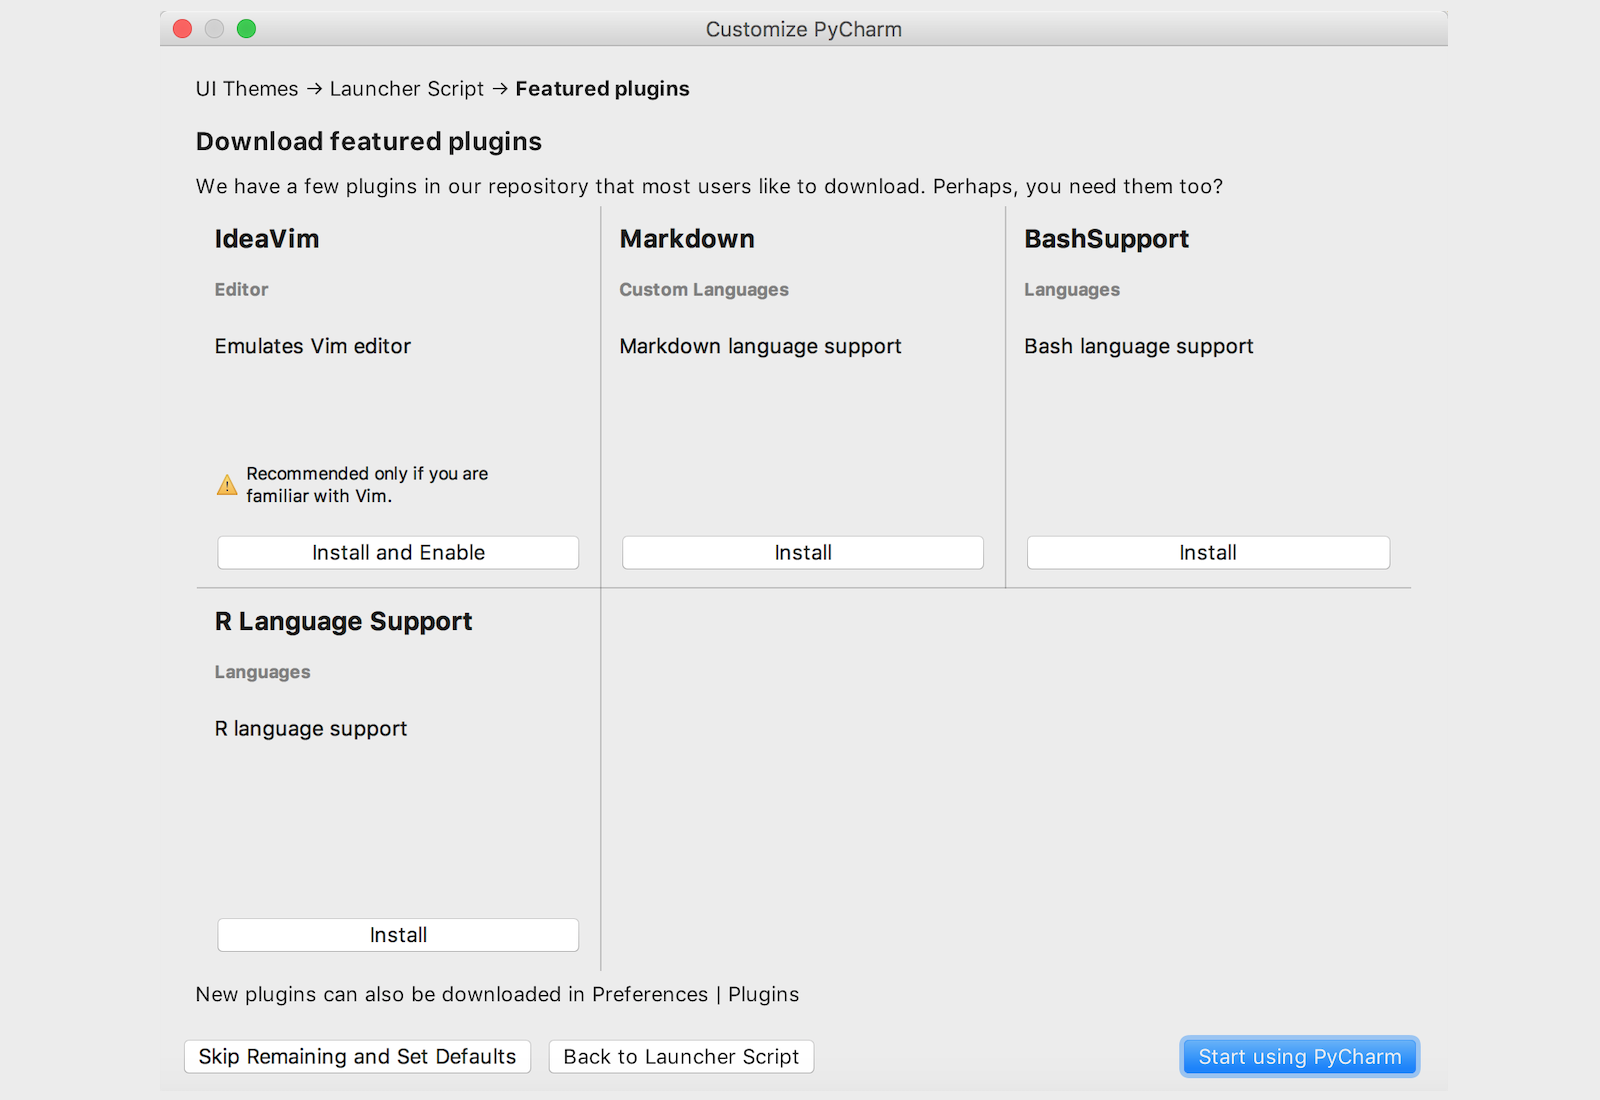 Customize PyCharm
UI Themes → Launcher Script → Featured plugins
Download featured plugins
We have a few plugins in our repository that most users like to download. Perhaps, you need them too?
IdeaVim
Editor
Emulates Vim editor
Recommended only if you are
familiar with Vim.
Install and Enable
Markdown
Custom Languages
Markdown language support
Install
BashSupport
Languages
Bash language support
Install
R Language Support
Languages
R language support
Install
New plugins can also be downloaded in Preferences | Plugins
Skip Remaining and Set Defaults
Back to Launcher Script
Start using PyCharm